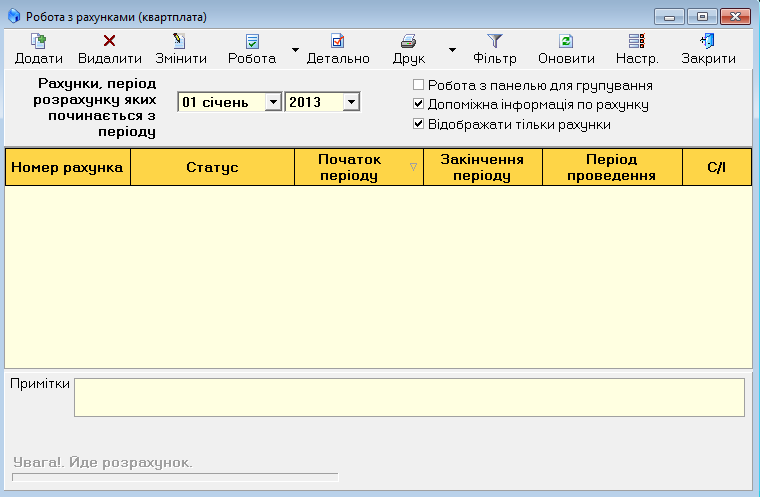 Робота з рахунками (квартплата)
Додати Видалити Змінити Робота Детально Друк Фільтр Оновити Настр. Закрити
Рахунки, період
розрахунку яких
починається з
періоду
01 січень 2013
Робота з панелью для групування
Допоміжна інформація по рахунку
Відображати тільки рахунки
Номер рахунка Статус Початок періоду Закінчення періоду Період проведення С/І
Примітки
Увага!. Йде розрахунок.